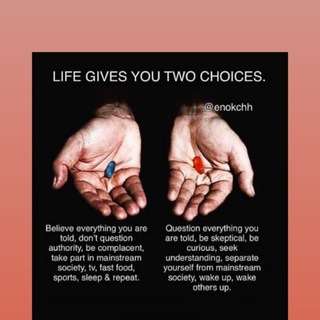 LIFE GIVES YOU TWO CHOICES.
@enokchh
Believe everything you are
told, don't question
authority, be complacent,
take part in mainstream
society, tv, fast food,
sports, sleep & repeat.
Question everything you
are told, be skeptical, be
curious, seek
understanding, separate
yourself from mainstream
society, wake up, wake
others up.